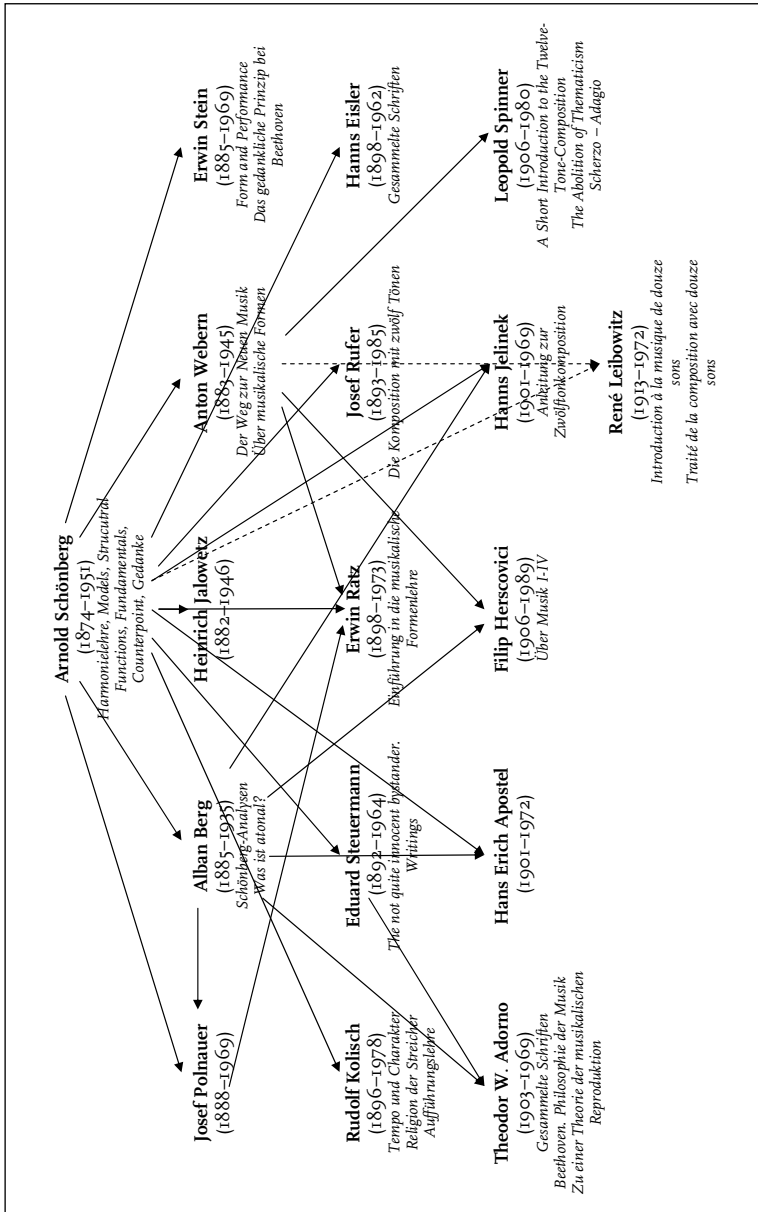 Arnold Schönberg
(1874–1951)
Harmonielehre, Models, Strucutral
Functions, Fundamentals,
Counterpoint, Gedanke
Josef Polnauer
(1888–1969)
Alban Berg
(1885–1935)
Schönberg-Analysen
Was ist atonal?
Heinrich Jalowetz
(1882–1946)
Anton Webern
(1883–1945)
Der Weg zur Neuen Musik
Über musikalische Formen
Erwin Stein
(1885–1969)
Form and Performance
Das gedankliche Prinzip bei
Beethoven
Rudolf Kolisch
(1896–1978)
Tempo und Charakter
Religion der Streicher
Aufführungslehre
Eduard Steuermann
(1892–1964)
The not quite innocent bystander.
Writings
Erwin Ratz
(1898–1973)
Einführung in die musikalische
Formenlehre
Josef Rufer
(1893–1985)
Die Komposition mit zwölf Tönen
Hanns Eisler
(1898–1962)
Gesammelte Schriften
Theodor W. Adorno
(1903–1969)
Gesammelte Schriften
Beethoven. Philosophie der Musik
Zu einer Theorie der musikalischen
Reproduktion
Hans Erich Apostel
(1901–1972)
Filip Herscovici
(1906–1989)
Über Musik I-IV
Hanns Jelinek
(1901–1969)
Anleitung zur
Zwölftonkomposition
Leopold Spinner
(1906–1980)
A Short Introduction to the Twelve-
Tone-Composition
The Abolition of Thematicism
Scherzo – Adagio
René Leibowitz
(1913–1972)
Introduction à la musique de douze
sons
Traité de la composition avec douze
sons